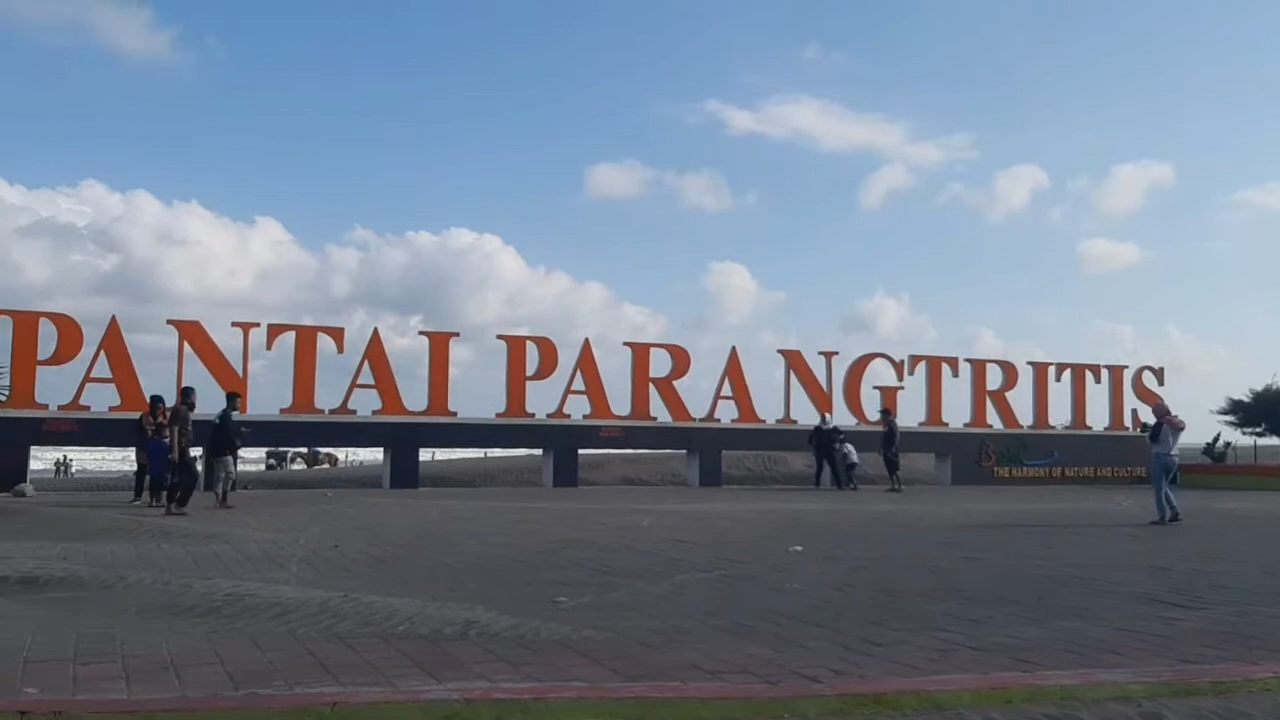 PANTAI PARANGTRITIS
THE HARMONY OF NATURE AND CULTURE